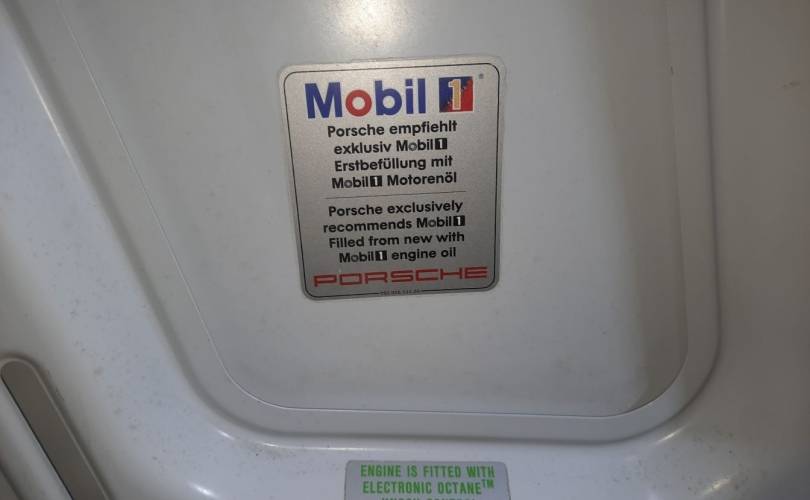 Mobil 1®
Porsche empfiehlt
exklusiv Mobil 1
Erstbefüllung mit
Mobil 1 Motorenöl
Porsche exclusively
recommends Mobil 1
Filled from new with
Mobil 1 engine oil
PORSCHE
ENGINE IS FITTED WITH
ELECTRONIC OCTANE™